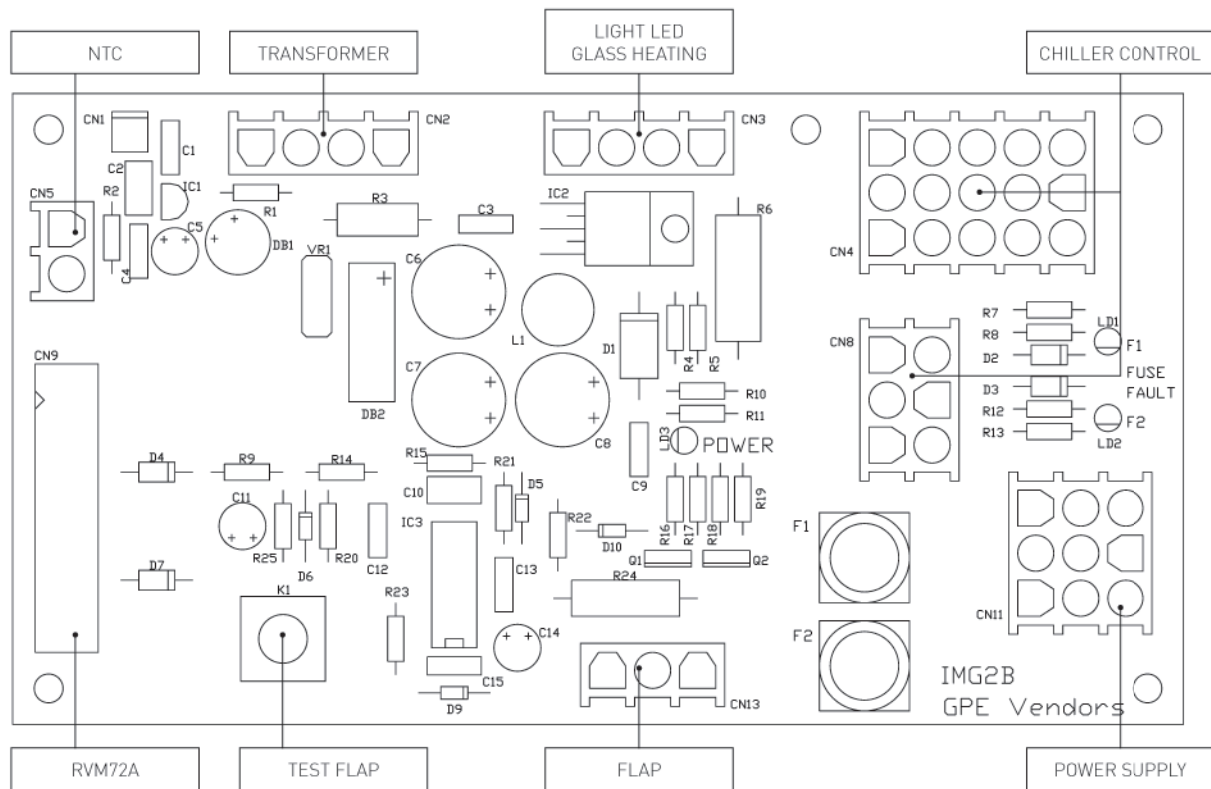 NTC
TRANSFORMER
LIGHT LED
GLASS HEATING
CHILLER CONTROL
CN1
C1
C2
IC1
CN5
R2
C4
C5
R1
DB1
CN2
R3
VR1
C3
C6
CN3
IC2
R6
CN4
L1
D1
R4
R5
R7
R8
D2
LD1
F1
FUSE
FAULT
D3
R12
R13
F2
LD2
CN8
CN9
DB2
C7
C8
R10
R11
LD3
POWER
C9
D4
R9
R14
R15
C10
R21
D5
R22
D10
R16
R17
R18
R19
C11
R25
D6
R20
C12
IC3
C13
Q1
Q2
F1
D7
K1
R23
R24
C14
C15
D9
CN13
F2
CN11
IMG2B
GPE Vendors
RVM72A
TEST FLAP
FLAP
POWER SUPPLY